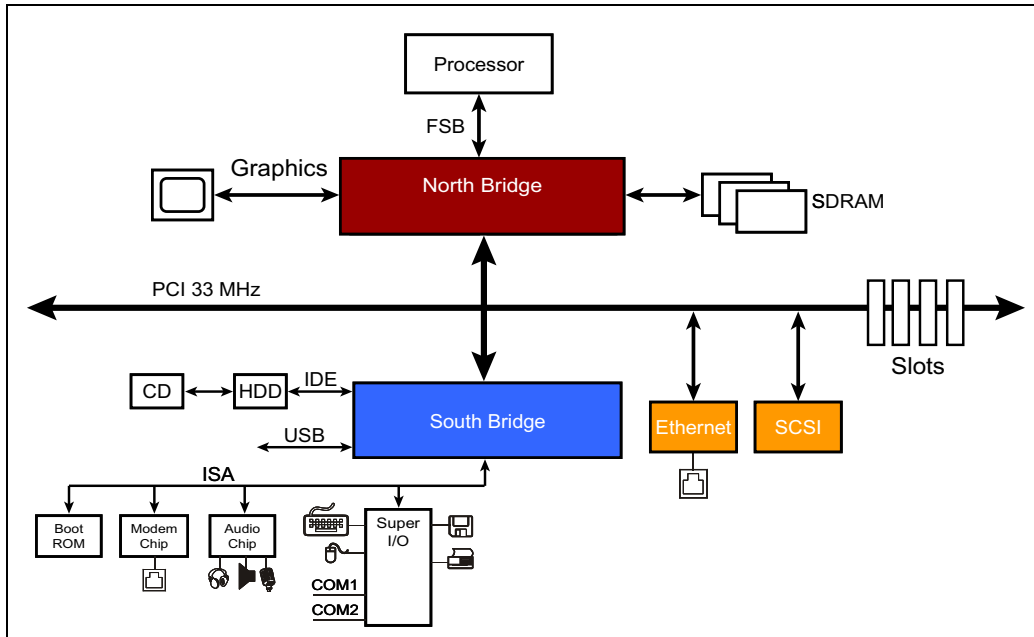 Processor
FSB
Graphics
North Bridge
SDRAM
PCI 33 MHz
Slots
CD
HDD
IDE
South Bridge
Ethernet
SCSI
USB
ISA
Boot
ROM
Modem
Chip
Audio
Chip
Super
I/O
COM1
COM2